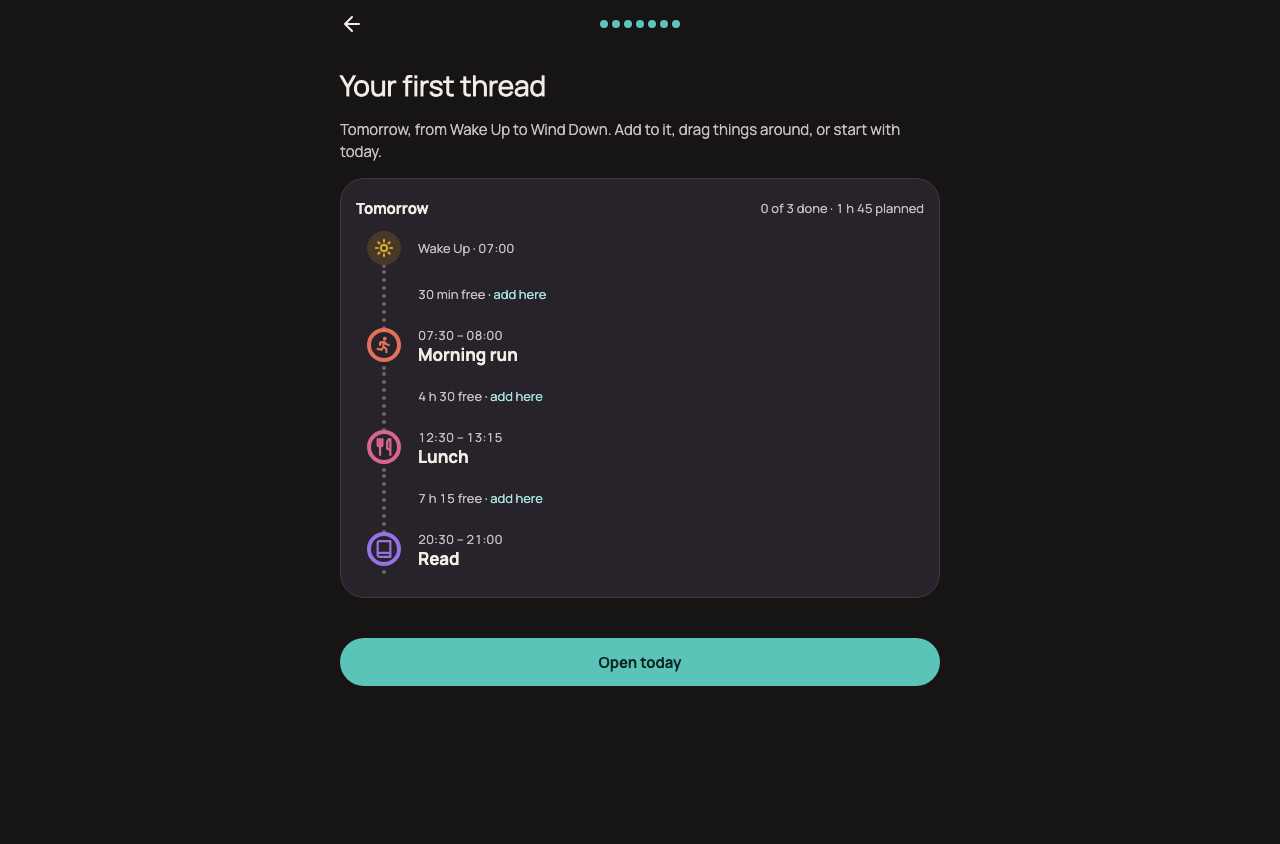 Your first thread
Tomorrow, from Wake Up to Wind Down. Add to it, drag things around, or start with
today.
Tomorrow
0 of 3 done · 1 h 45 planned
Wake Up · 07:00
30 min free · add here
07:30 – 08:00
Morning run
4 h 30 free · add here
12:30 – 13:15
Lunch
7 h 15 free · add here
20:30 – 21:00
Read
Open today